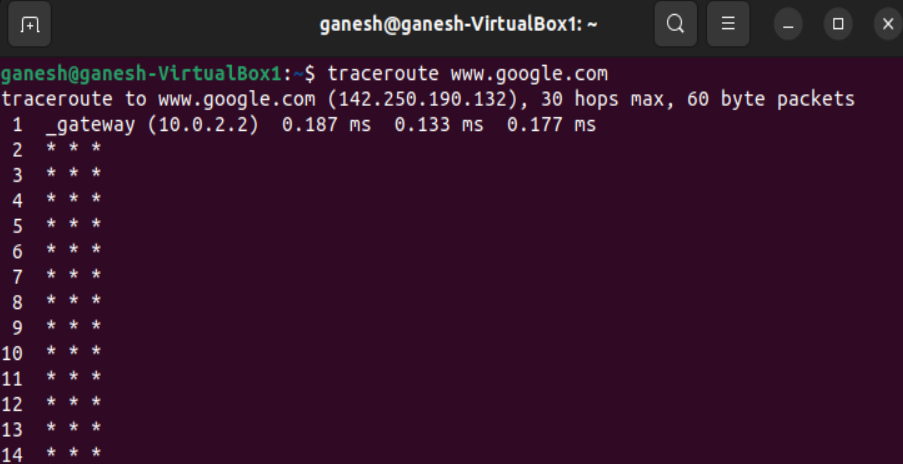 ganesh@ganesh-VirtualBox1: ~
ganesh@ganesh-VirtualBox1:~$ traceroute www.google.com
traceroute to www.google.com (142.250.190.132), 30 hops max, 60 byte packets
 1  _gateway (10.0.2.2)  0.187 ms  0.133 ms  0.177 ms
 2  * * *
 3  * * *
 4  * * *
 5  * * *
 6  * * *
 7  * * *
 8  * * *
 9  * * *
10  * * *
11  * * *
12  * * *
13  * * *
14  * * *